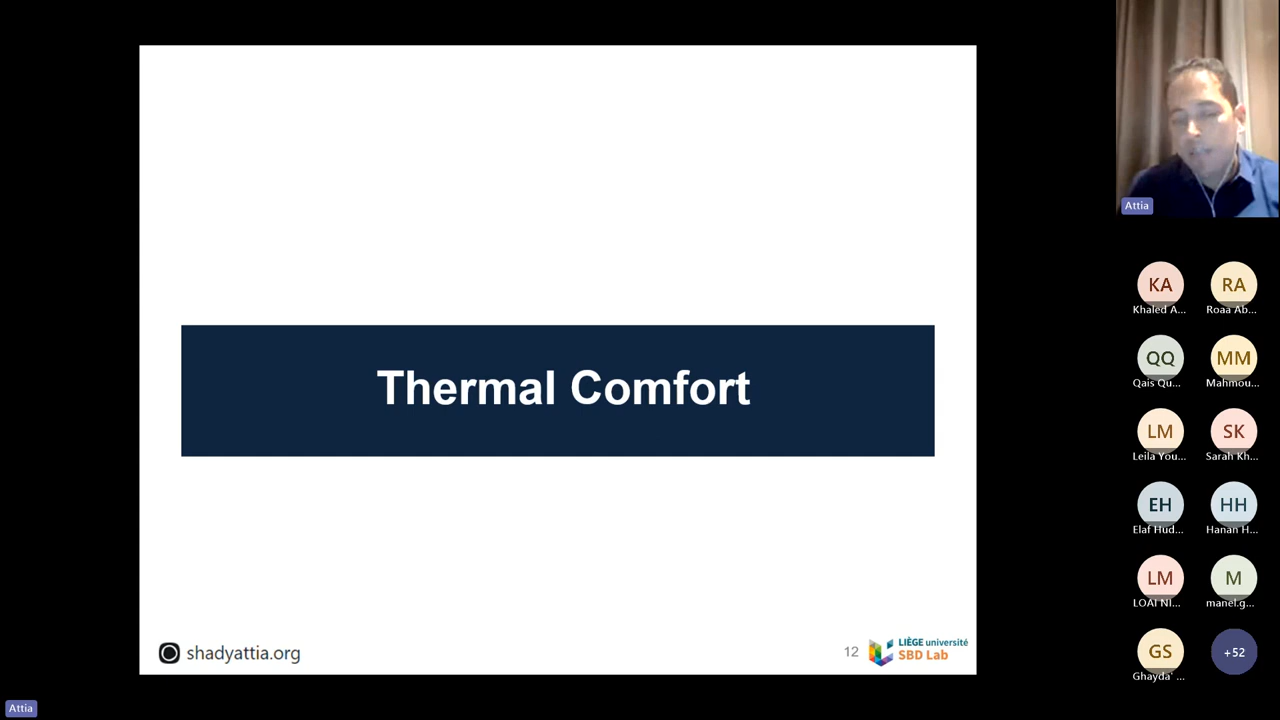 Thermal Comfort
shadyattia.org
12
LIÈGE université
SBD Lab
Attia
KA
Khaled A...
RA
Roaa Ab...
QQ
Qais Qu...
MM
Mahmou...
LM
Leila You...
SK
Sarah Kh...
EH
Elaf Hud...
HH
Hanan H...
LM
LOAI NI...
M
manel.g...
GS
Ghayda' ...
+52
Attia